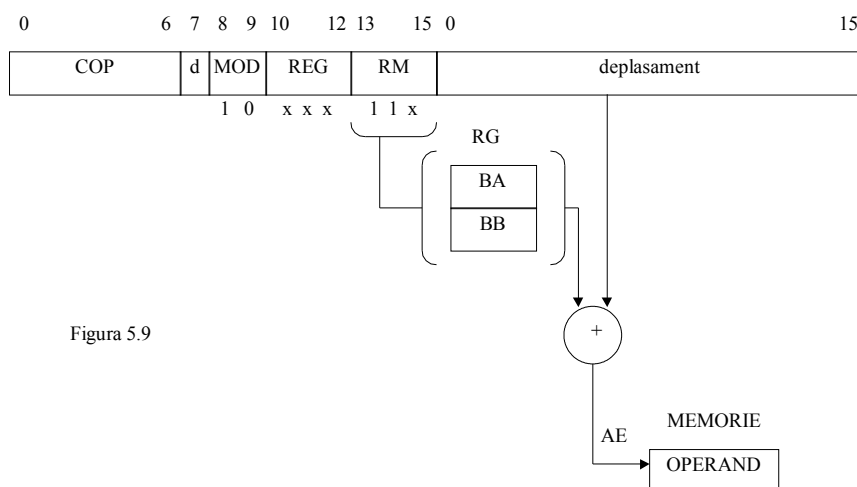 0 6 7 8 9 10 12 13 15 0 15
COP d MOD REG RM deplasament
1 0 x x x 1 1 x
RG
BA
BB
+
Figura 5.9
MEMORIE
AE
OPERAND